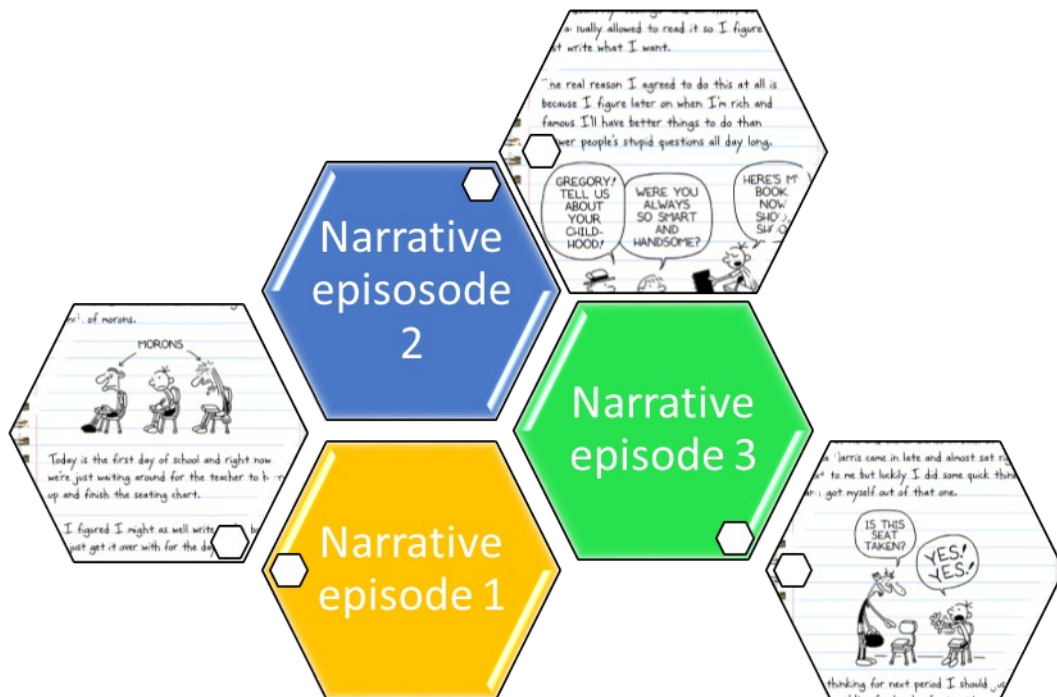 rually allowed to read it so I figure
write what I want.
The real reason I agreed to do this at all is
because I figure later on when I'm rich and
famous I'll have better things to do than
people's stupid questions all day long.
GREGORY!
TELL US
ABOUT
YOUR
CHILD-
HOOD!
WERE YOU
ALWAYS
SO SMART
AND
HANDSOME?
HERE'S
BOOK
NOW
Narrative
epissode
2
of morons.
MORONS
Today is the first day of school and right now
we're just waiting around for the teacher to
up and finish the seating chart.
I figured I might as well write
just get it over with for the
Narrative
episode 3
Narrative
episode 1
came in late and almost sat
to me but luckily I did some quick
got myself out of that one.
IS THIS
SEAT
TAKEN?
YES!
YES!
thinking for next period I should